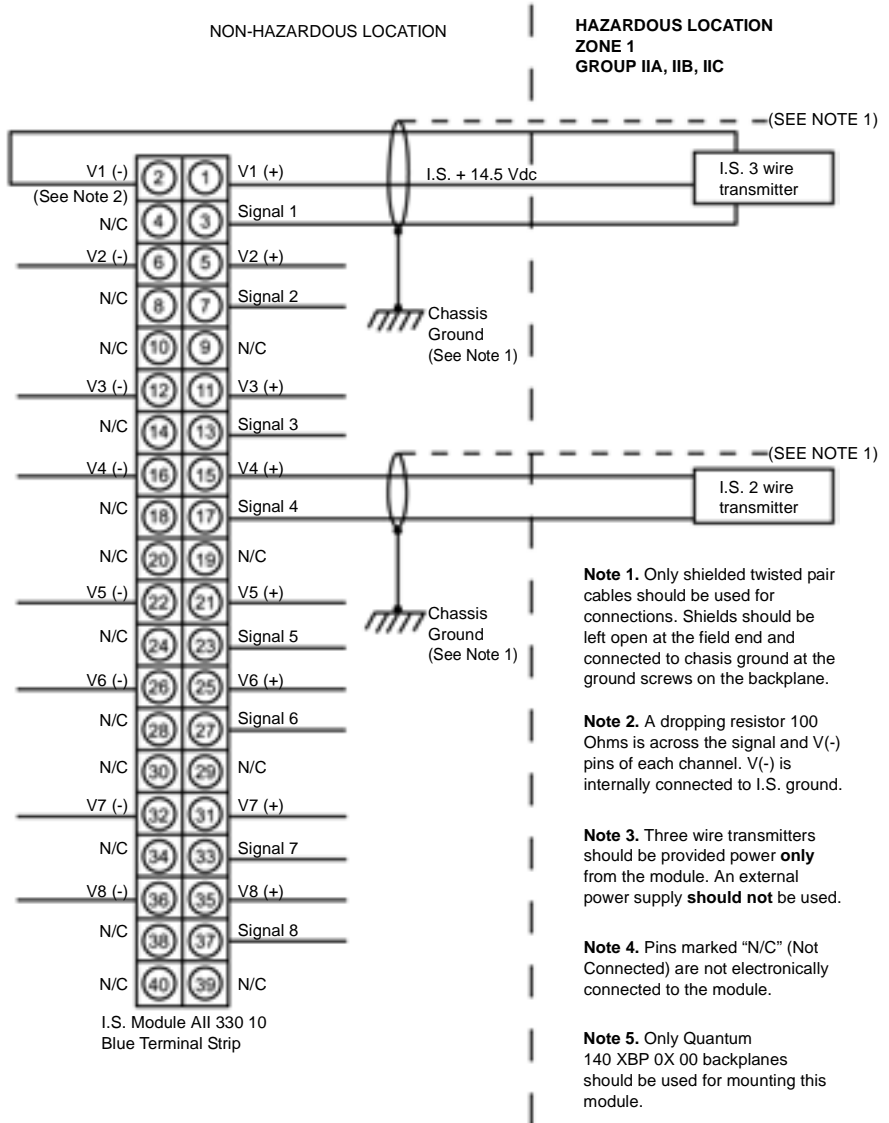 NON-HAZARDOUS LOCATION
HAZARDOUS LOCATION
ZONE 1
GROUP IIA, IIB, IIC
(SEE NOTE 1)
V1 (-) 2 1 V1 (+)
I.S. + 14.5 Vdc
I.S. 3 wire
transmitter
(See Note 2)
N/C 4 3 Signal 1
V2 (-) 6 5 V2 (+)
N/C 8 7 Signal 2
Chassis
Ground
(See Note 1)
N/C 10 9 N/C
V3 (-) 12 11 V3 (+)
N/C 14 13 Signal 3
(SEE NOTE 1)
V4 (-) 16 15 V4 (+)
I.S. 2 wire
transmitter
N/C 18 17 Signal 4
N/C 20 19 N/C
V5 (-) 22 21 V5 (+)
Chassis
Ground
(See Note 1)
N/C 24 23 Signal 5
V6 (-) 26 25 V6 (+)
N/C 28 27 Signal 6
N/C 30 29 N/C
V7 (-) 32 31 V7 (+)
N/C 34 33 Signal 7
V8 (-) 36 35 V8 (+)
N/C 38 37 Signal 8
N/C 40 39 N/C
I.S. Module AII 330 10
Blue Terminal Strip
Note 1. Only shielded twisted pair
cables should be used for
connections. Shields should be
left open at the field end and
connected to chasis ground at the
ground screws on the backplane.
Note 2. A dropping resistor 100
Ohms is across the signal and V(-)
pins of each channel. V(-) is
internally connected to I.S. ground.
Note 3. Three wire transmitters
should be provided power only
from the module. An external
power supply should not be used.
Note 4. Pins marked “N/C” (Not
Connected) are not electronically
connected to the module.
Note 5. Only Quantum
140 XBP 0X 00 backplanes
should be used for mounting this
module.